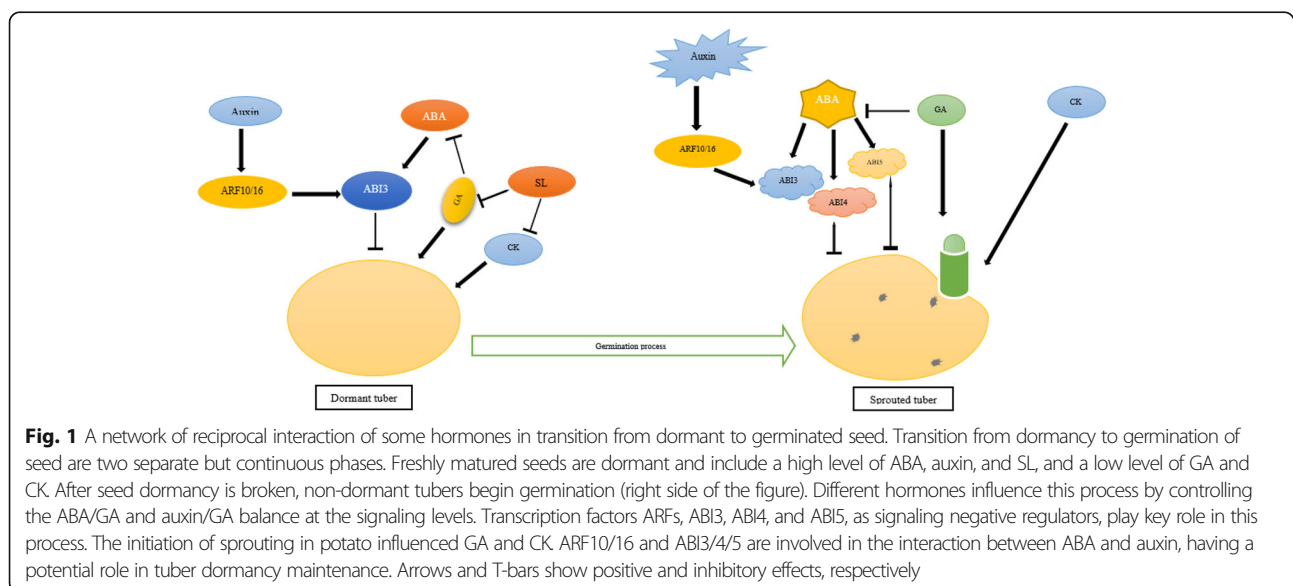 Auxin
ABA
ARF10/16
ABI3
GA
SL
CK
Dormant tuber
Germination process
Auxin
ABA
GA
CK
ARF10/16
ABI3
ABI5
ABI4
Sprouted tuber
Fig. 1 A network of reciprocal interaction of some hormones in transition from dormant to germinated seed. Transition from dormancy to germination of
seed are two separate but continuous phases. Freshly matured seeds are dormant and include a high level of ABA, auxin, and SL, and a low level of GA and
CK. After seed dormancy is broken, non-dormant tubers begin germination (right side of the figure). Different hormones influence this process by controlling
the ABA/GA and auxin/GA balance at the signaling levels. Transcription factors ARFs, ABI3, ABI4, and ABI5, as signaling negative regulators, play key role in this
process. The initiation of sprouting in potato influenced GA and CK. ARF10/16 and ABI3/4/5 are involved in the interaction between ABA and auxin, having a
potential role in tuber dormancy maintenance. Arrows and T-bars show positive and inhibitory effects, respectively